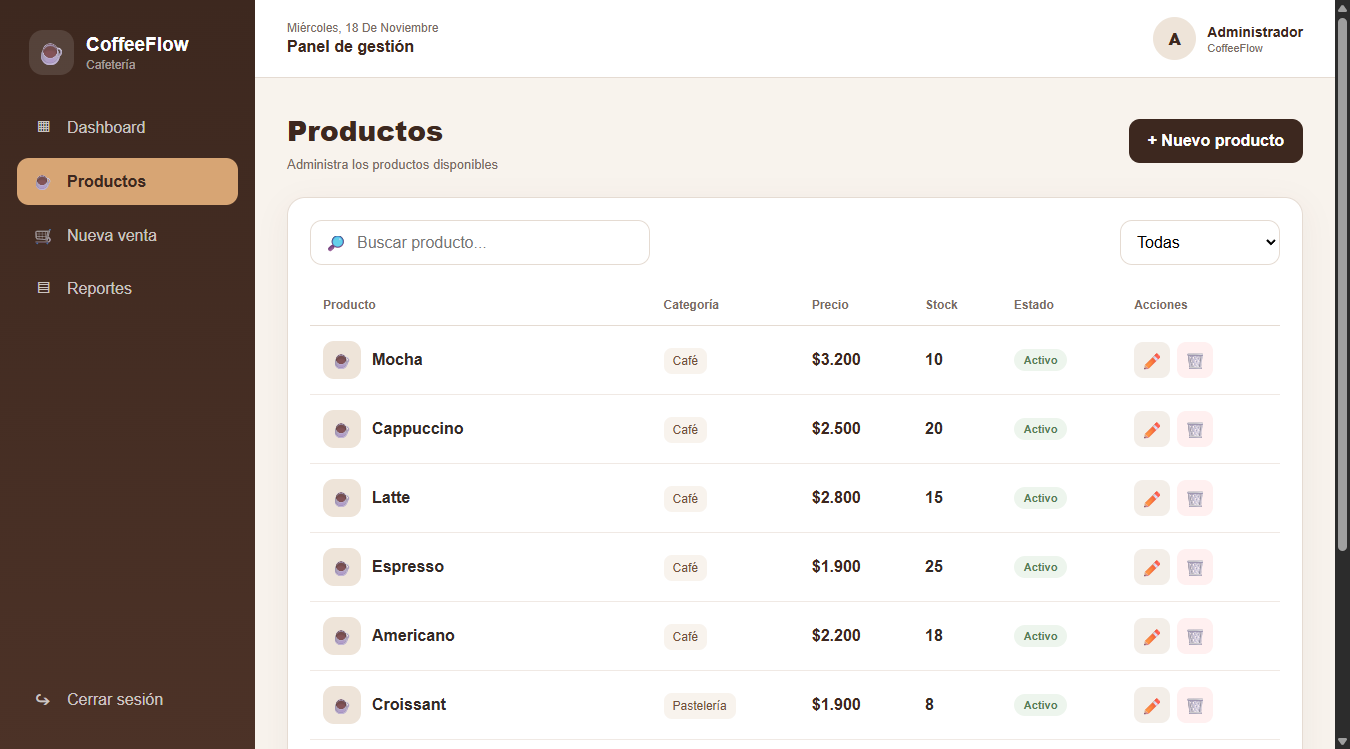 CoffeeFlow
Cafetería
Dashboard
Productos
Nueva venta
Reportes
Cerrar sesión
Miércoles, 18 De Noviembre
Panel de gestión
A
Administrador
CoffeeFlow
Productos
Administra los productos disponibles
+ Nuevo producto
Buscar producto...
Todas
Producto Categoría Precio Stock Estado Acciones
Mocha Café $3.200 10 Activo
Cappuccino Café $2.500 20 Activo
Latte Café $2.800 15 Activo
Espresso Café $1.900 25 Activo
Americano Café $2.200 18 Activo
Croissant Pastelería $1.900 8 Activo